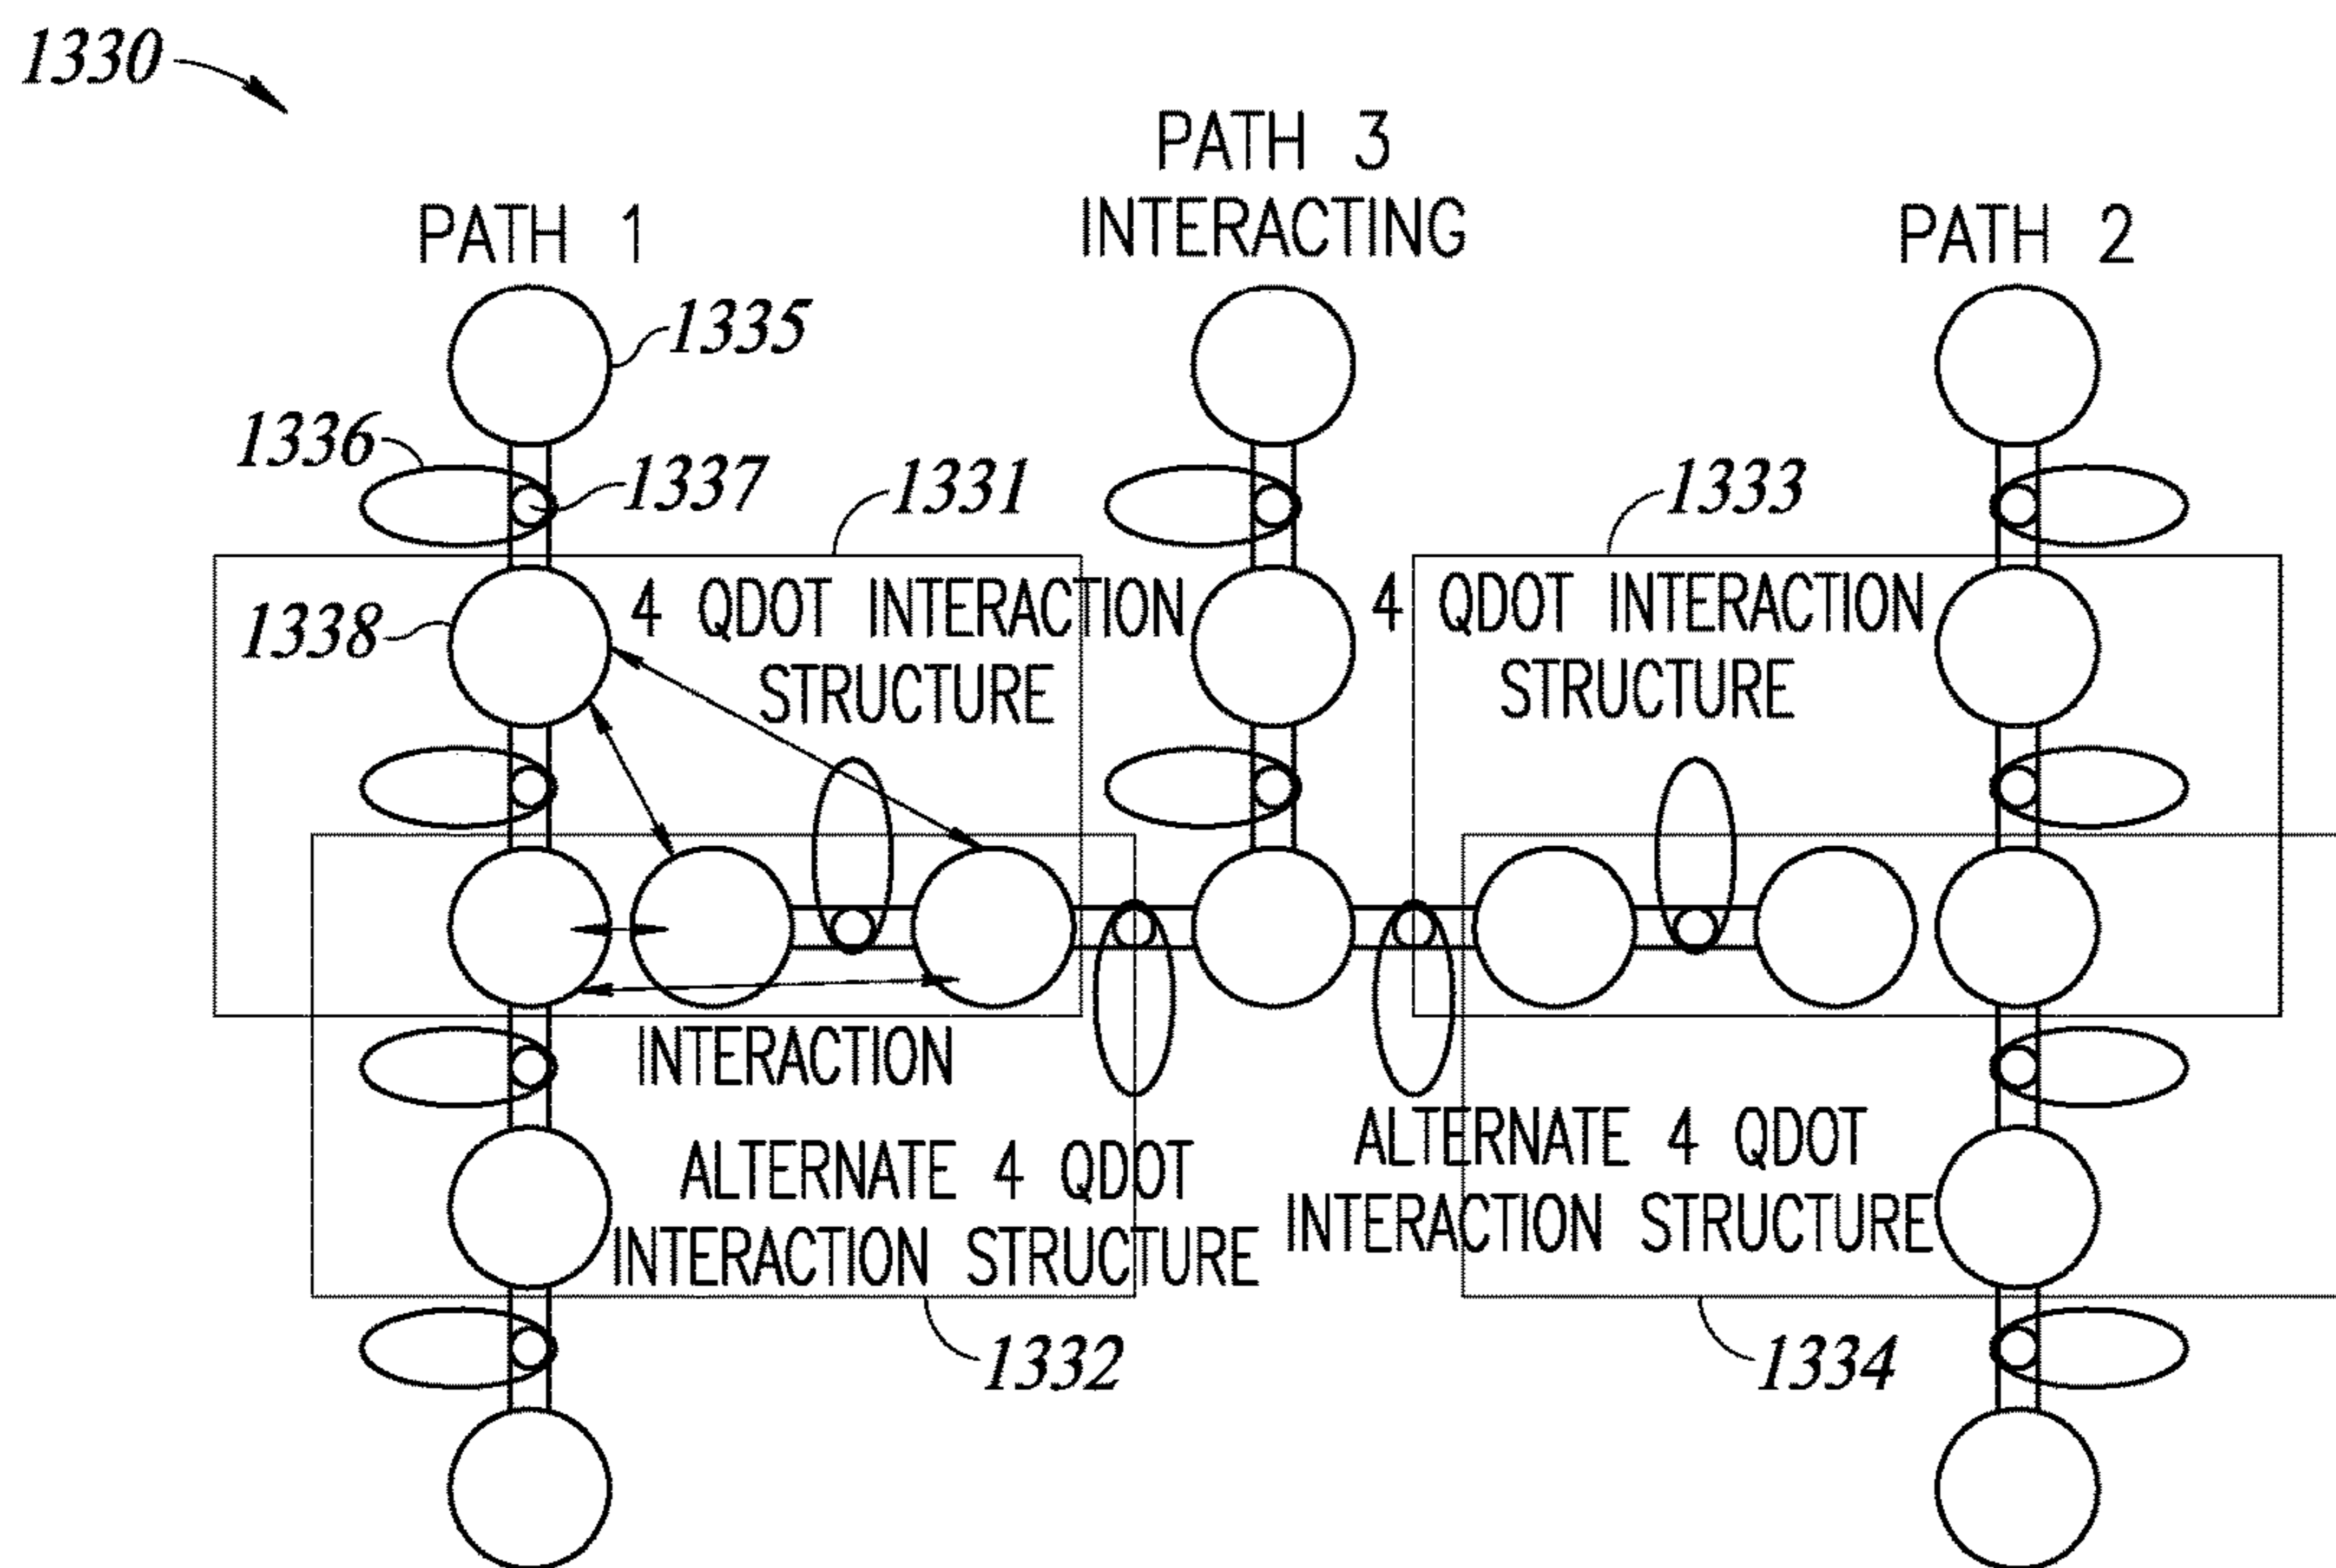 1330
PATH 3
INTERACTING
PATH 1
PATH 2
1335
1336
1337
1331
1333
1338
4 QDOT INTERACTION
STRUCTURE
4 QDOT INTERACTION
STRUCTURE
INTERACTION
ALTERNATE 4 QDOT
INTERACTION STRUCTURE
ALTERNATE 4 QDOT
INTERACTION STRUCTURE
1332
1334